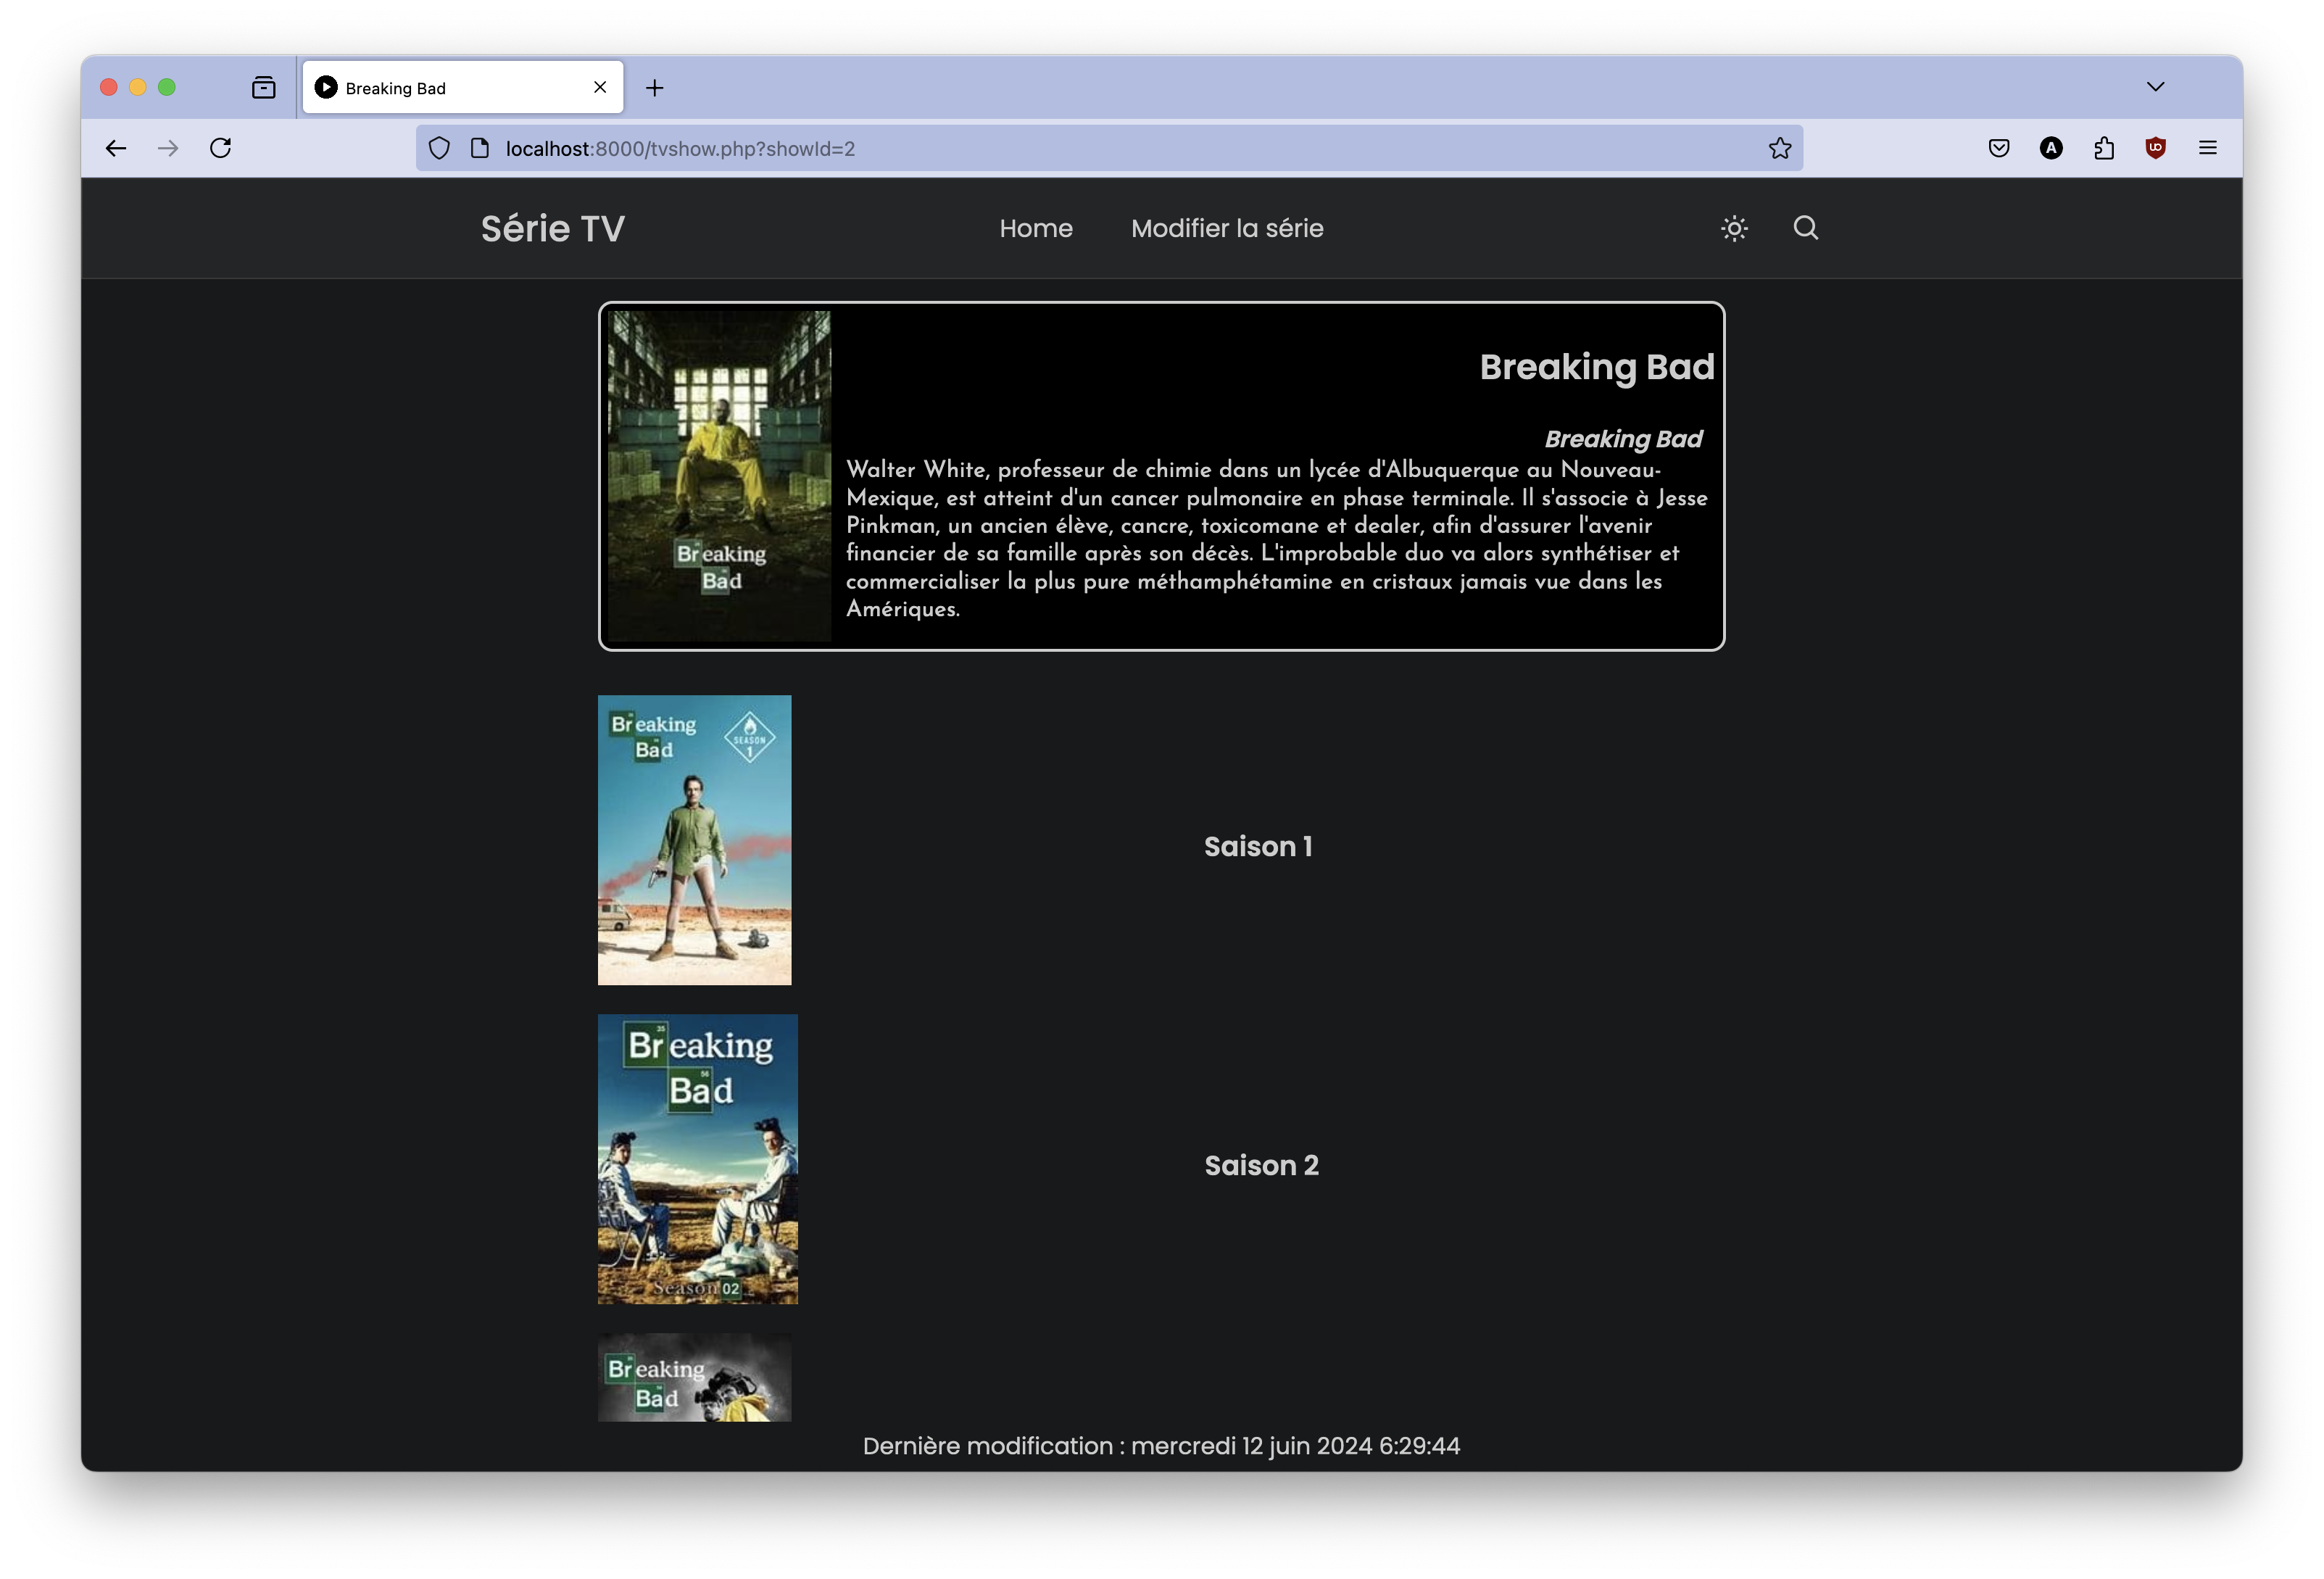 Breaking Bad
localhost:8000/tvshow.php?showId=2
A
Série TV
Home
Modifier la série
Breaking Bad
Breaking Bad
Walter White, professeur de chimie dans un lycée d'Albuquerque au Nouveau-
Mexique, est atteint d'un cancer pulmonaire en phase terminale. Il s'associe à Jesse
Pinkman, un ancien élève, cancre, toxicomane et dealer, afin d'assurer l'avenir
financier de sa famille après son décès. L'improbable duo va alors synthétiser et
commercialiser la plus pure méthamphétamine en cristaux jamais vue dans les
Amériques.
Breaking
Bad
Breaking
Bad
SEASON
1
Saison 1
35
Breaking
56
Bad
Season 02
Saison 2
Breaking
Bad
Dernière modification : mercredi 12 juin 2024 6:29:44